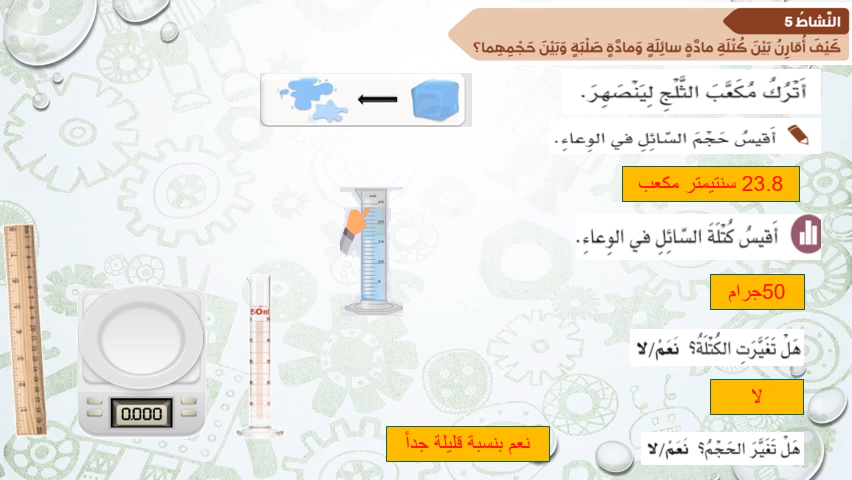 النّشاطُ 5
كَيْفَ أُقارِنُ بَيْنَ كُتْلَةِ مادَّةٍ سائِلَةٍ وَمادَّةٍ صَلْبَةٍ وَبَيْنَ حَجْمِهِما؟
أَتْرُكُ مُكَعَّبَ الثَّلْجِ لِيَنْصَهِرَ.
أَقيسُ حَجْمَ السّائِلِ في الوِعاءِ.
23.8 سنتيمتر مكعب
أَقيسُ كُتْلَةَ السّائِلِ في الوِعاءِ.
50جرام
هَلْ تَغَيَّرَتِ الكُتْلَةُ؟ نَعَمْ/لا
لا
هَلْ تَغَيَّرَ الحَجْمُ؟ نَعَمْ/لا
نعم بنسبة قليلة جداً
0.000